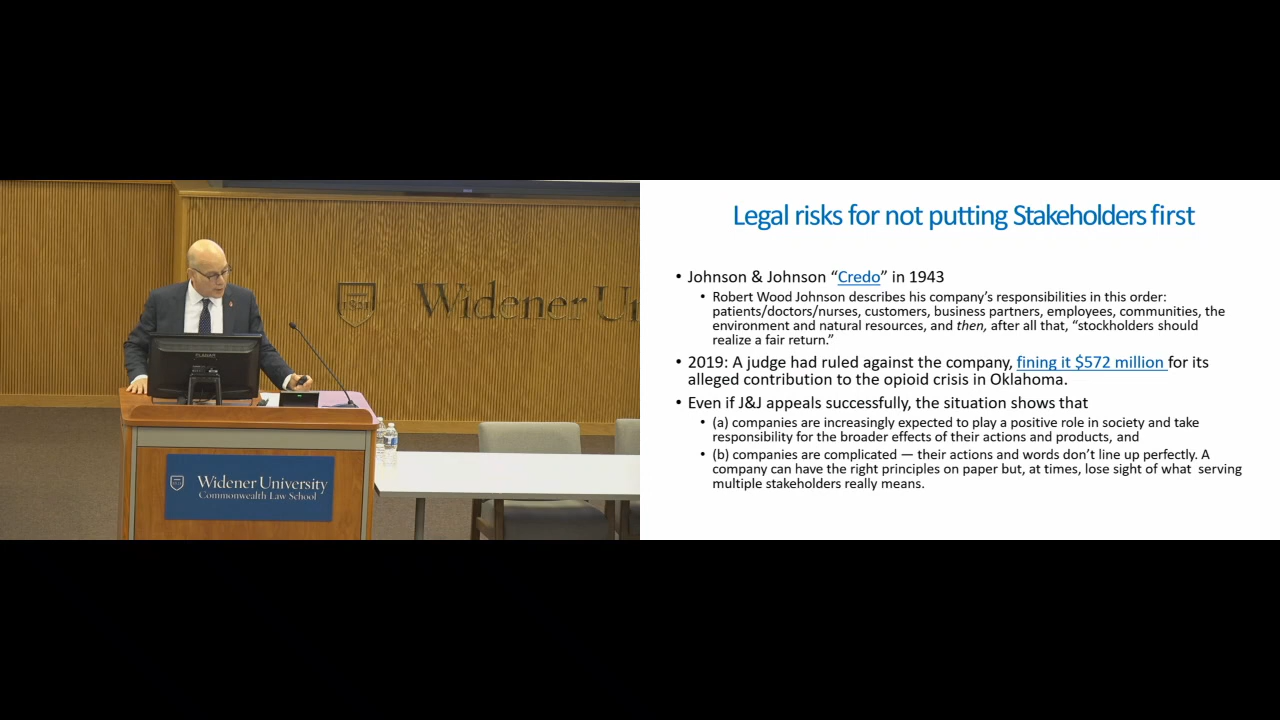 Widener U
Widener University
Commonwealth Law School
Legal risks for not putting Stakeholders first
• Johnson & Johnson “Credo” in 1943
• Robert Wood Johnson describes his company’s responsibilities in this order:
patients/doctors/nurses, customers, business partners, employees, communities, the
environment and natural resources, and then, after all that, “stockholders should
realize a fair return.”
• 2019: A judge had ruled against the company, fining it $572 million for its
alleged contribution to the opioid crisis in Oklahoma.
• Even if J&J appeals successfully, the situation shows that
• (a) companies are increasingly expected to play a positive role in society and take
responsibility for the broader effects of their actions and products, and
• (b) companies are complicated — their actions and words don’t line up perfectly. A
company can have the right principles on paper but, at times, lose sight of what serving
multiple stakeholders really means.